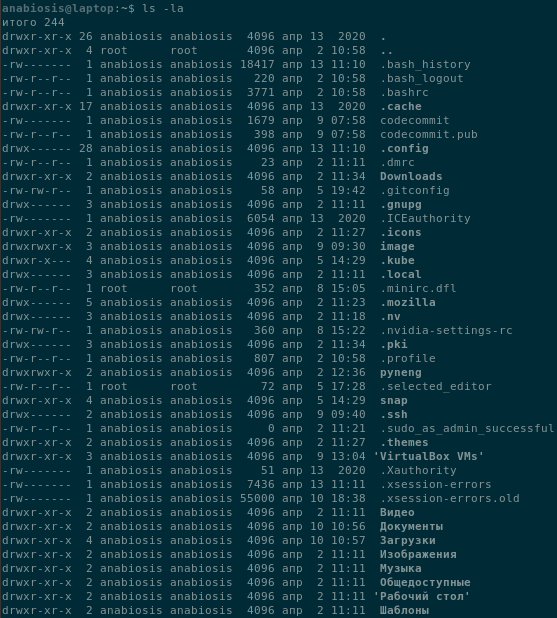 anabiosis@laptop:~$ ls -la
итого 244
drwxr-xr-x 26 anabiosis anabiosis  4096 апр 13  2020 .
drwxr-xr-x  4 root      root       4096 апр  2 10:58 ..
-rw-------  1 anabiosis anabiosis 18417 апр 13 11:10 .bash_history
-rw-r--r--  1 anabiosis anabiosis   220 апр  2 10:58 .bash_logout
-rw-r--r--  1 anabiosis anabiosis  3771 апр  2 10:58 .bashrc
drwxr-xr-x 17 anabiosis anabiosis  4096 апр 13  2020 .cache
-rw-------  1 anabiosis anabiosis  1679 апр  9 07:58 codecommit
-rw-r--r--  1 anabiosis anabiosis   398 апр  9 07:58 codecommit.pub
drwx------ 28 anabiosis anabiosis  4096 апр 13 11:10 .config
-rw-r--r--  1 anabiosis anabiosis    23 апр  2 11:11 .dmrc
drwxr-xr-x  2 anabiosis anabiosis  4096 апр  2 11:34 Downloads
-rw-rw-r--  1 anabiosis anabiosis    58 апр  5 19:42 .gitconfig
drwx------  3 anabiosis anabiosis  4096 апр  2 11:11 .gnupg
-rw-------  1 anabiosis anabiosis  6054 апр 13  2020 .ICEauthority
drwxr-xr-x  2 anabiosis anabiosis  4096 апр  2 11:27 .icons
drwxrwxr-x  3 anabiosis anabiosis  4096 апр  9 09:30 image
drwxr-x---  4 anabiosis anabiosis  4096 апр  5 14:29 .kube
drwx------  3 anabiosis anabiosis  4096 апр  2 11:11 .local
-rw-r--r--  1 root      root        352 апр  8 15:05 .minirc.dfl
drwx------  5 anabiosis anabiosis  4096 апр  2 11:23 .mozilla
drwx------  3 anabiosis anabiosis  4096 апр  2 11:18 .nv
-rw-rw-r--  1 anabiosis anabiosis   360 апр  8 15:22 .nvidia-settings-rc
drwx------  3 anabiosis anabiosis  4096 апр  2 11:34 .pki
-rw-r--r--  1 anabiosis anabiosis   807 апр  2 10:58 .profile
drwxrwxr-x  2 anabiosis anabiosis  4096 апр  2 12:36 pyneng
-rw-r--r--  1 root      root         72 апр  5 17:28 .selected_editor
drwxr-xr-x  4 anabiosis anabiosis  4096 апр  5 14:29 snap
drwx------  2 anabiosis anabiosis  4096 апр  9 09:40 .ssh
-rw-r--r--  1 anabiosis anabiosis     0 апр  2 11:21 .sudo_as_admin_successful
drwxr-xr-x  2 anabiosis anabiosis  4096 апр  2 11:27 .themes
drwxr-xr-x  3 anabiosis anabiosis  4096 апр  9 13:04 'VirtualBox VMs'
-rw-------  1 anabiosis anabiosis    51 апр 13  2020 .Xauthority
-rw-------  1 anabiosis anabiosis  7436 апр 13 11:11 .xsession-errors
-rw-------  1 anabiosis anabiosis 55000 апр 10 18:38 .xsession-errors.old
drwxr-xr-x  2 anabiosis anabiosis  4096 апр  2 11:11 Видео
drwxr-xr-x  2 anabiosis anabiosis  4096 апр 10 10:56 Документы
drwxr-xr-x  4 anabiosis anabiosis  4096 апр 10 10:57 Загрузки
drwxr-xr-x  2 anabiosis anabiosis  4096 апр  2 11:11 Изображения
drwxr-xr-x  2 anabiosis anabiosis  4096 апр  2 11:11 Музыка
drwxr-xr-x  2 anabiosis anabiosis  4096 апр  2 11:11 Общедоступные
drwxr-xr-x  2 anabiosis anabiosis  4096 апр  2 11:11 'Рабочий стол'
drwxr-xr-x  2 anabiosis anabiosis  4096 апр  2 11:11 Шаблоны